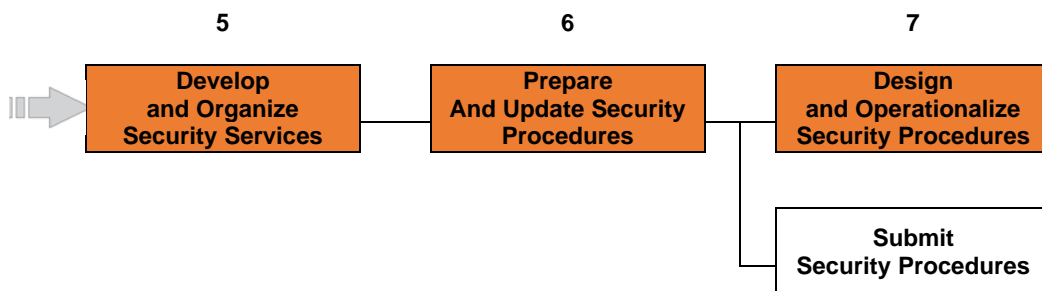 5
6
7
Develop
and Organize
Security Services
Prepare
And Update Security
Procedures
Design
and Operationalize
Security Procedures
Submit
Security Procedures